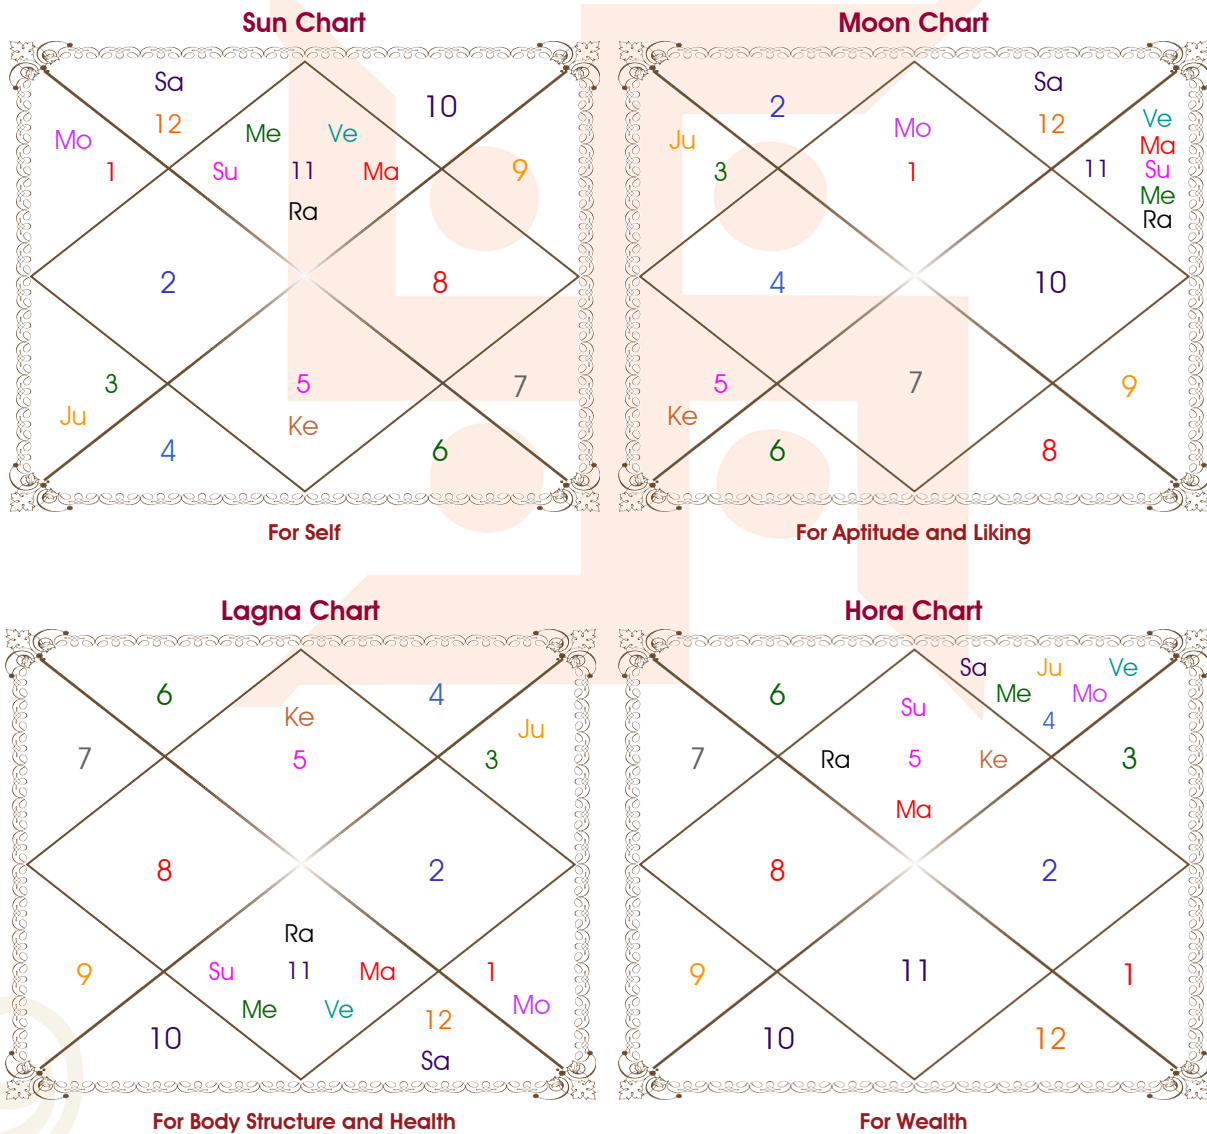 Sun Chart
Sa
10
12
Me
Ve
Mo
1
Su
11
Ma
9
Ra
2
8
3
5
7
Ju
Ke
4
6
For Self
Moon Chart
Sa
2
Ve
12
Mo
Ju
Ma
3
1
11
Su
Me
Ra
4
10
5
7
9
Ke
6
8
For Aptitude and Liking
Lagna Chart
6
4
Ke
Ju
7
5
3
8
2
Ra
9
Su
11
Ma
1
Me
Ve
Mo
12
10
Sa
For Body Structure and Health
Hora Chart
Sa Ju Ve
6
Me Mo
Su
4
7
Ra
5
Ke
3
Ma
8
2
9
11
1
10
12
For Wealth